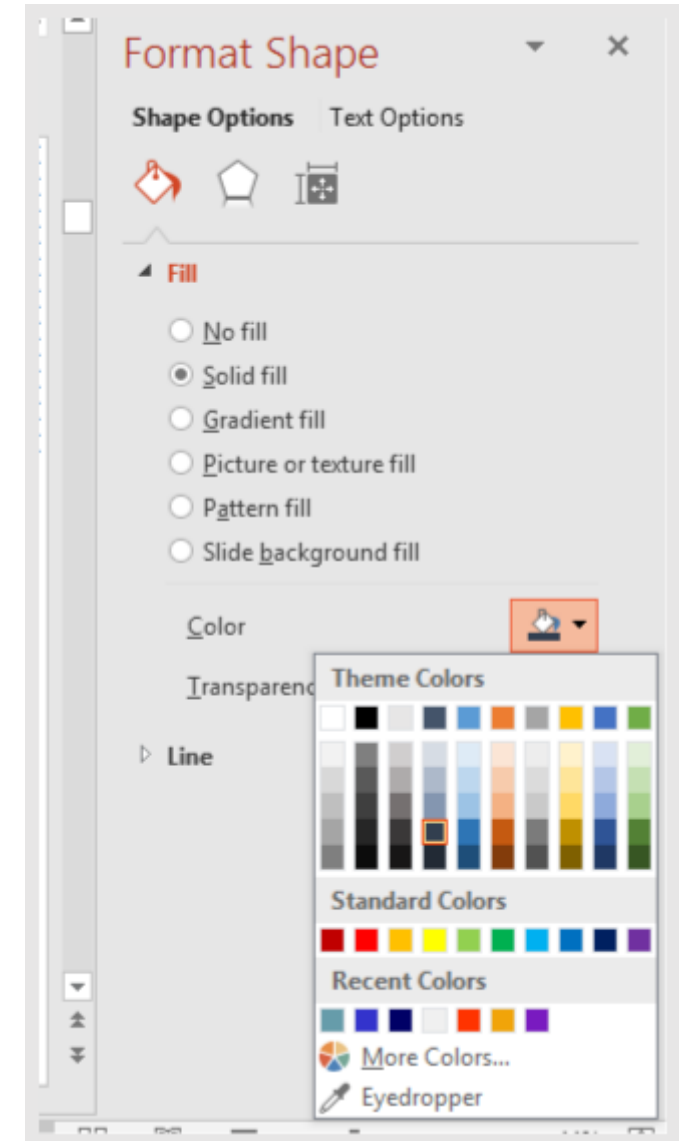 Format Shape
Shape Options Text Options
Fill
No fill
Solid fill
Gradient fill
Picture or texture fill
Pattern fill
Slide background fill
Color
Theme Colors
Line
Standard Colors
Recent Colors
More Colors...
Eyedropper